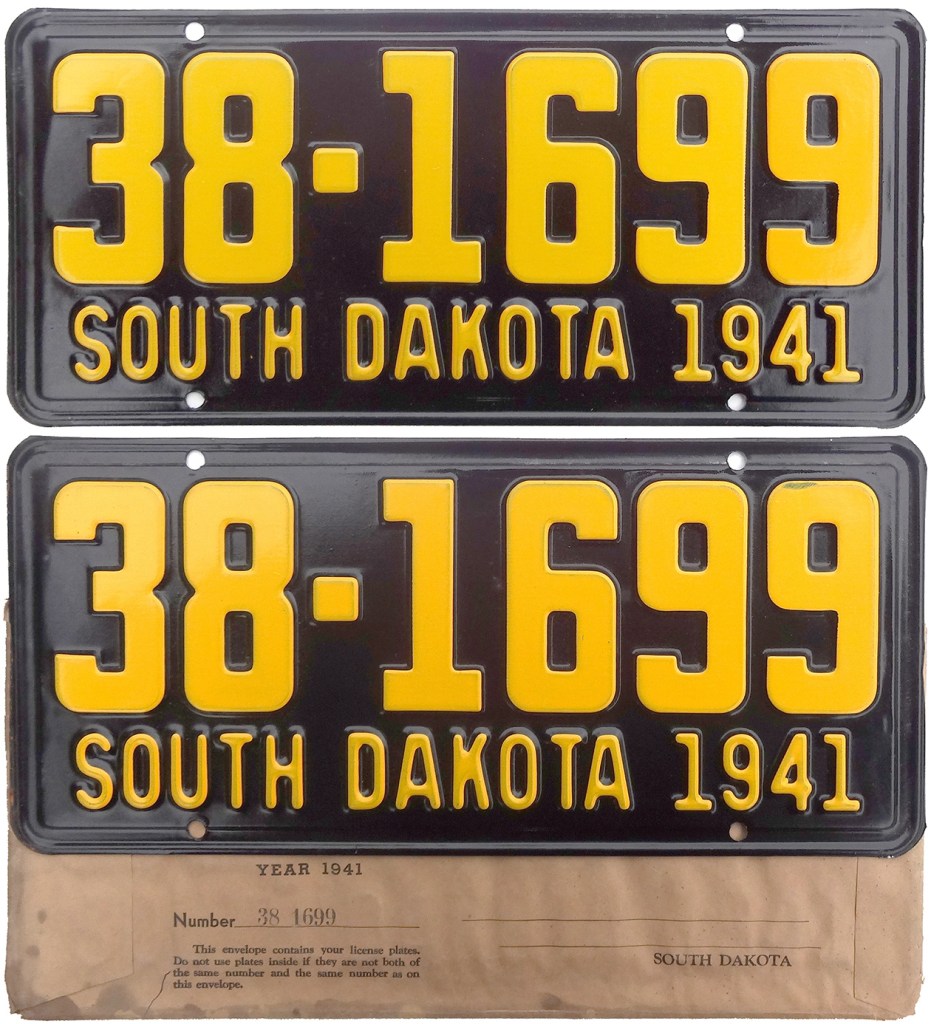 38-1699
SOUTH DAKOTA 1941
38-1699
SOUTH DAKOTA 1941
YEAR 1941
Number 38 1699
This envelope contains your license plates.
Do not use plates inside if they are not both of
the same number and the same number as on
this envelope.
SOUTH DAKOTA